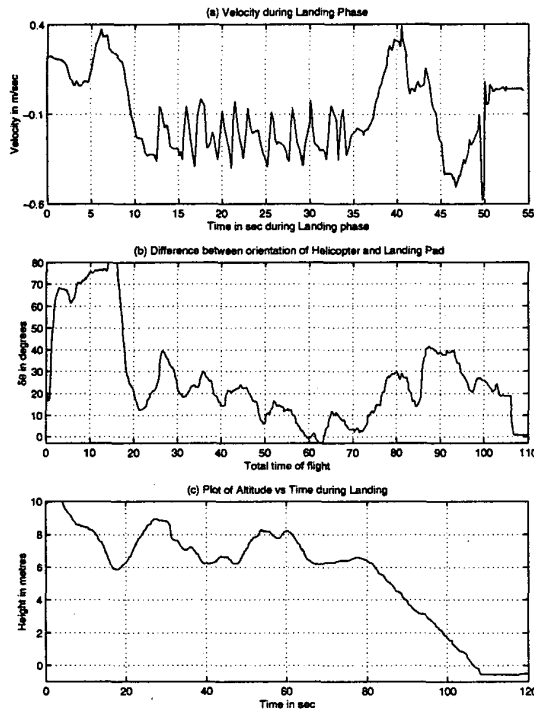 (a) Velocity during Landing Phase
Velocity in m/sec
0.4
−0.1
−0.6
0 5 10 15 20 25 30 35 40 45 50 55
Time in sec during Landing phase
(b) Difference between orientation of Helicopter and Landing Pad
δθ in degrees
80
70
60
50
40
30
20
10
0
0 10 20 30 40 50 60 70 80 90 100 110
Total time of flight
(c) Plot of Altitude vs Time during Landing
Height in metres
10
8
6
4
2
0
0 20 40 60 80 100 120
Time in sec